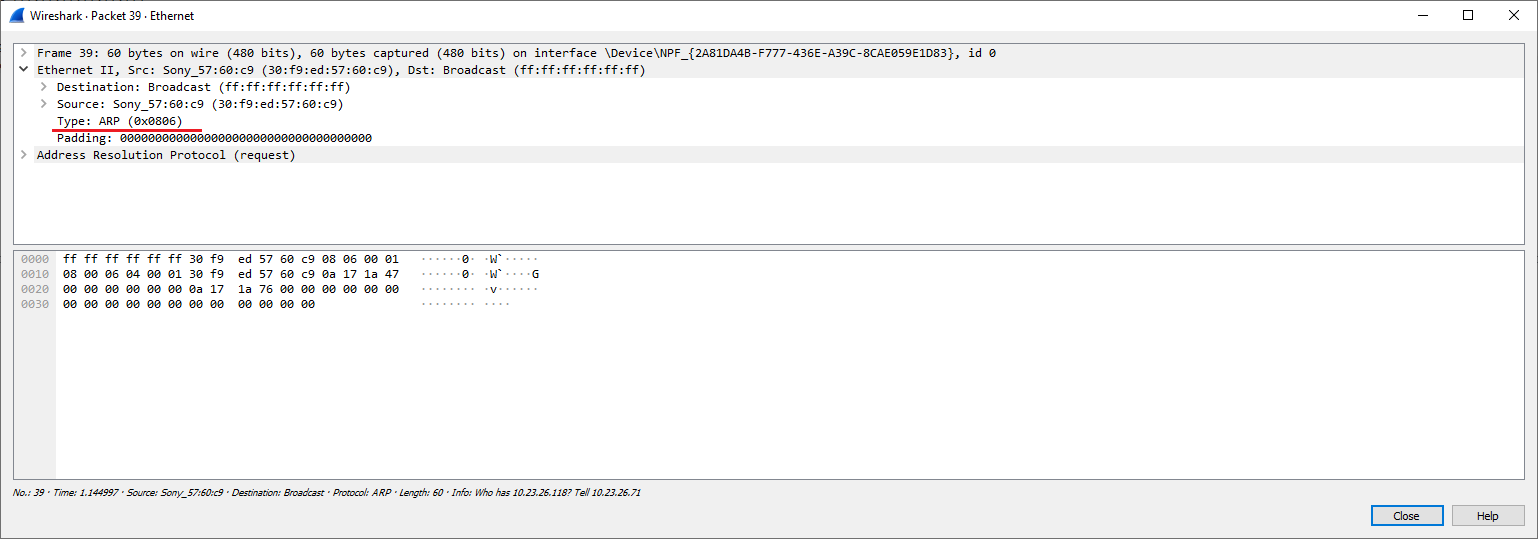 Wireshark · Packet 39 · Ethernet
Frame 39: 60 bytes on wire (480 bits), 60 bytes captured (480 bits) on interface \Device\NPF_{2A81DA4B-F777-436E-A39C-8CAE059E1D83}, id 0
Ethernet II, Src: Sony_57:60:c9 (30:f9:ed:57:60:c9), Dst: Broadcast (ff:ff:ff:ff:ff:ff)
Destination: Broadcast (ff:ff:ff:ff:ff:ff)
Source: Sony_57:60:c9 (30:f9:ed:57:60:c9)
Type: ARP (0x0806)
Padding: 000000000000000000000000000000000000
Address Resolution Protocol (request)
0000 ff ff ff ff ff ff 30 f9 ed 57 60 c9 08 06 00 01 ······0· ·W`·····
0010 08 00 06 04 00 01 30 f9 ed 57 60 c9 0a 17 1a 47 ······0· ·W`····G
0020 00 00 00 00 00 00 0a 17 1a 76 00 00 00 00 00 00 ········ ·v······
0030 00 00 00 00 00 00 00 00 00 00 00 00 ········ ····
No.: 39 · Time: 1.144997 · Source: Sony_57:60:c9 · Destination: Broadcast · Protocol: ARP · Length: 60 · Info: Who has 10.23.26.118? Tell 10.23.26.71
Close Help